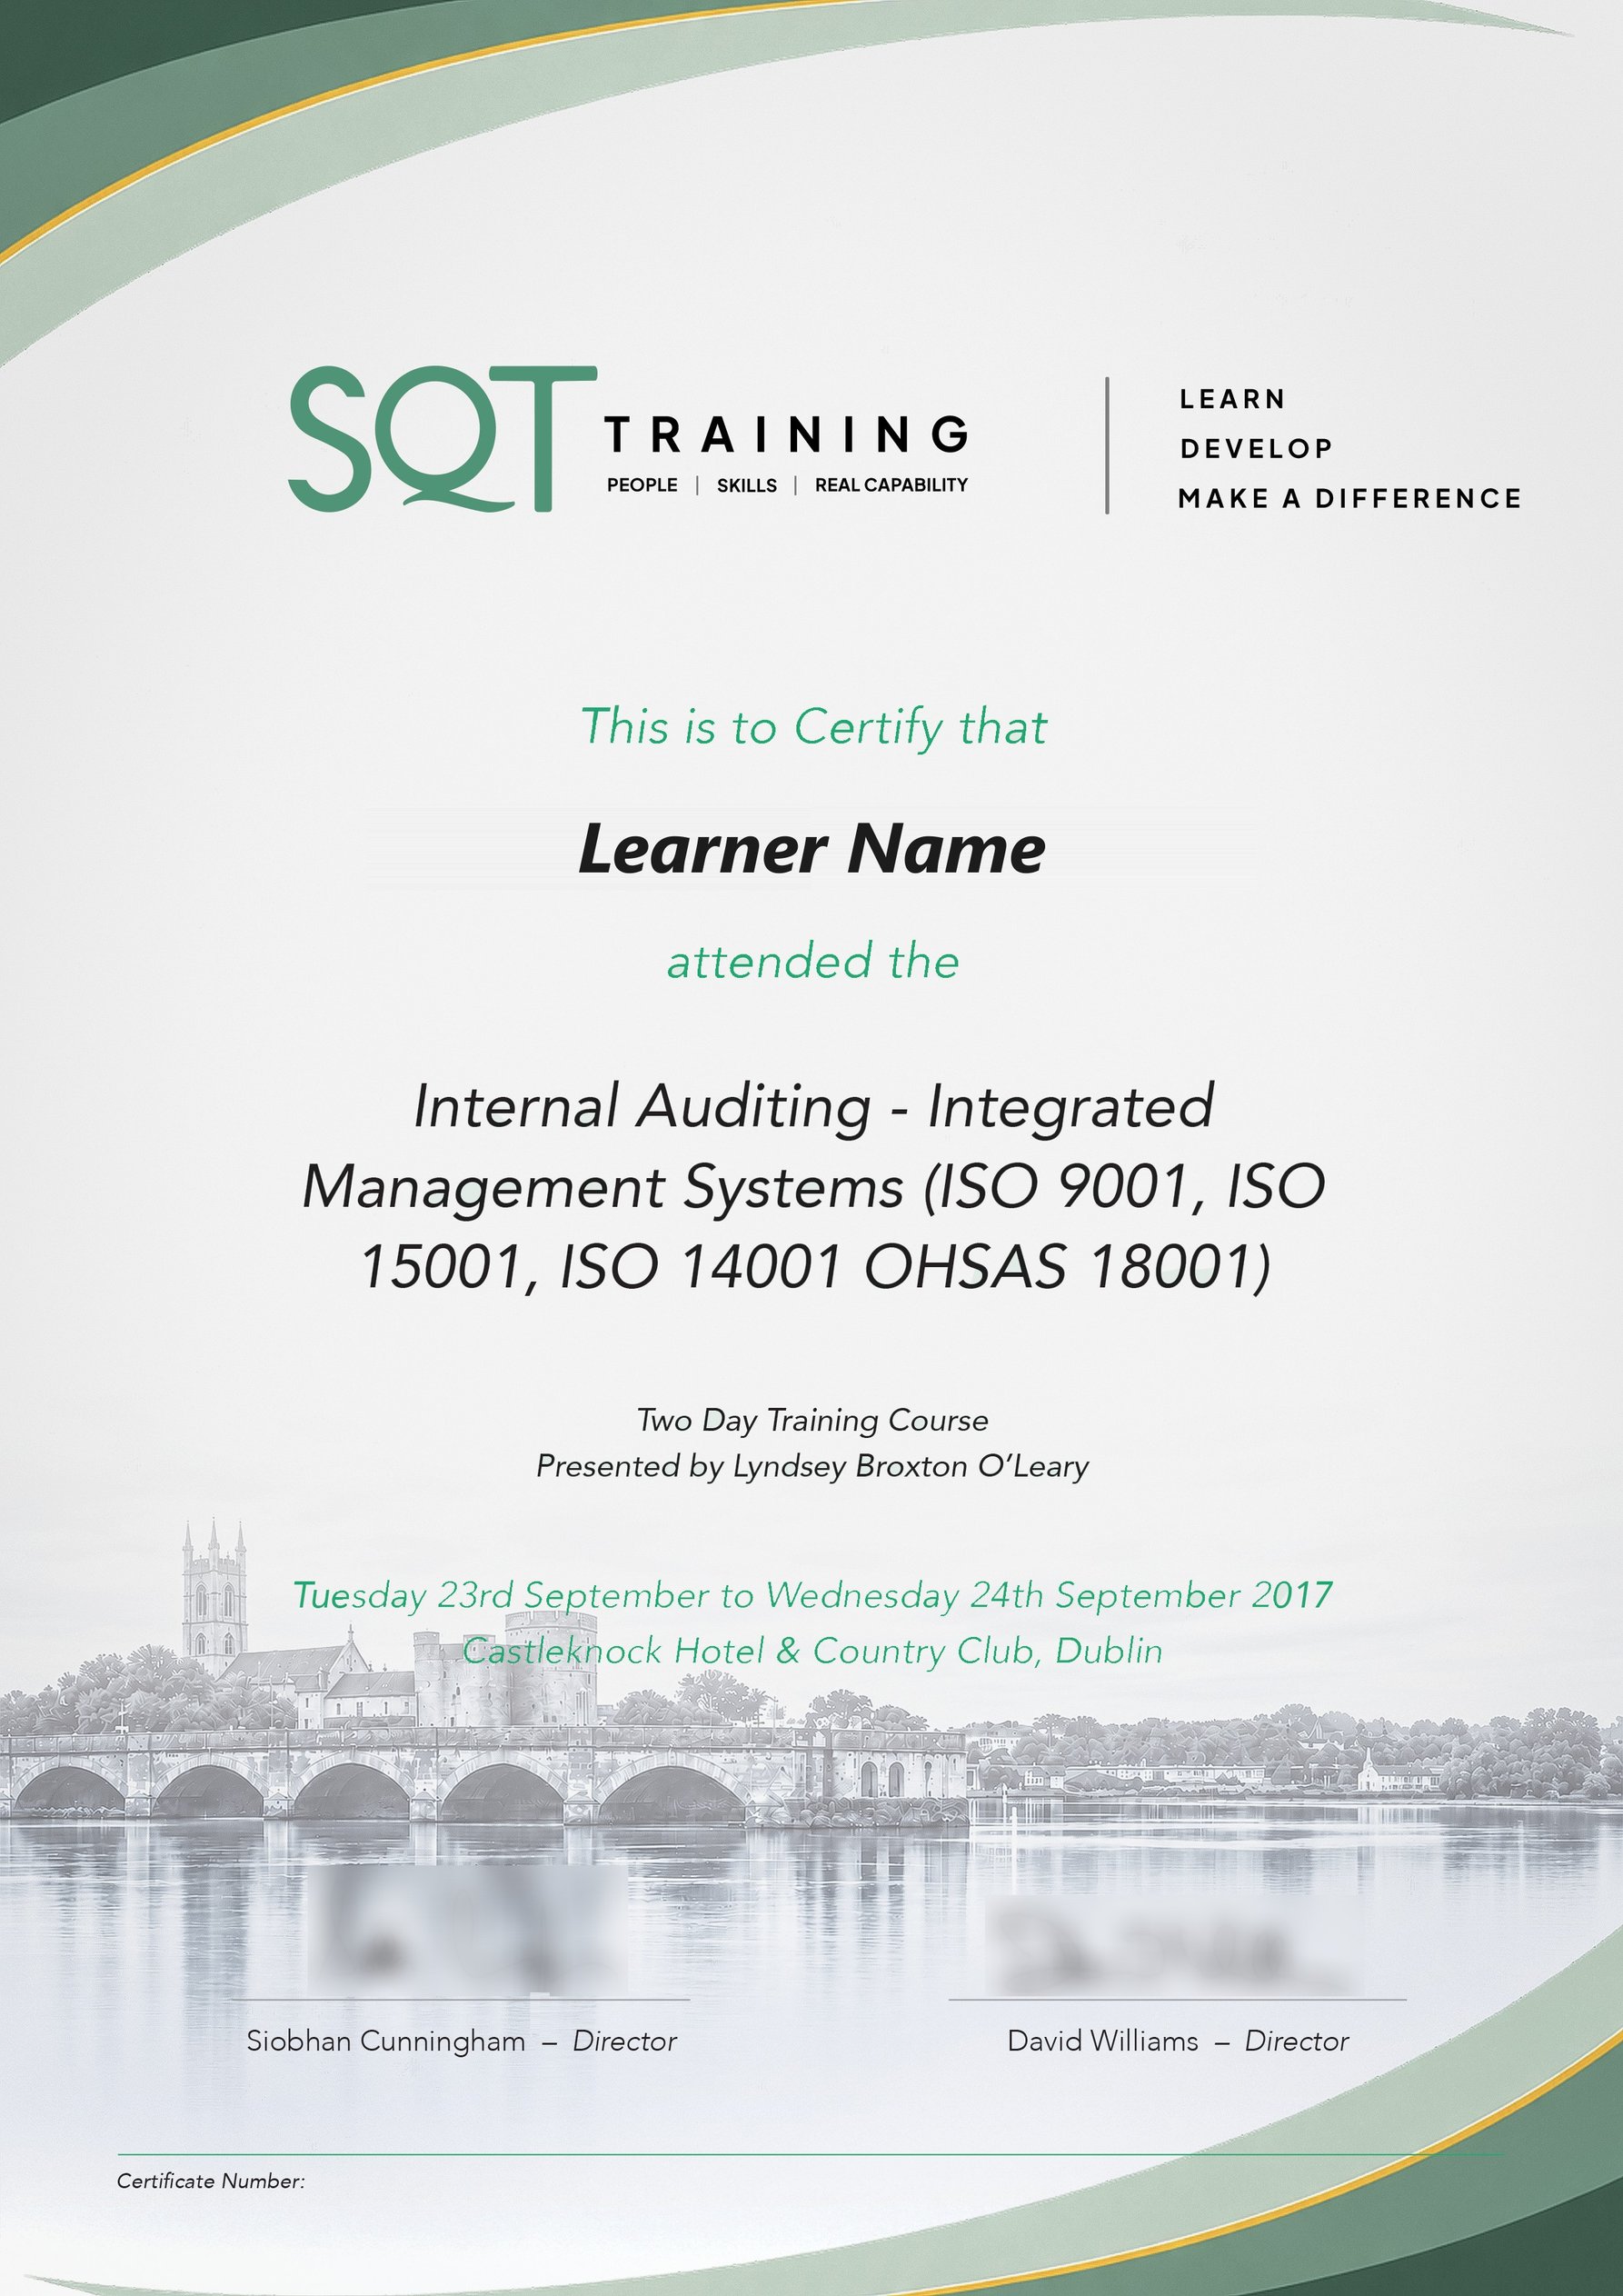 SQT TRAINING
PEOPLE | SKILLS | REAL CAPABILITY
LEARN
DEVELOP
MAKE A DIFFERENCE
This is to Certify that
Learner Name
attended the
Internal Auditing - Integrated
Management Systems (ISO 9001, ISO
15001, ISO 14001 OHSAS 18001)
Two Day Training Course
Presented by Lyndsey Broxton O’Leary
Tuesday 23rd September to Wednesday 24th September 2017
Castleknock Hotel & Country Club, Dublin
Siobhan Cunningham – Director
David Williams – Director
Certificate Number: